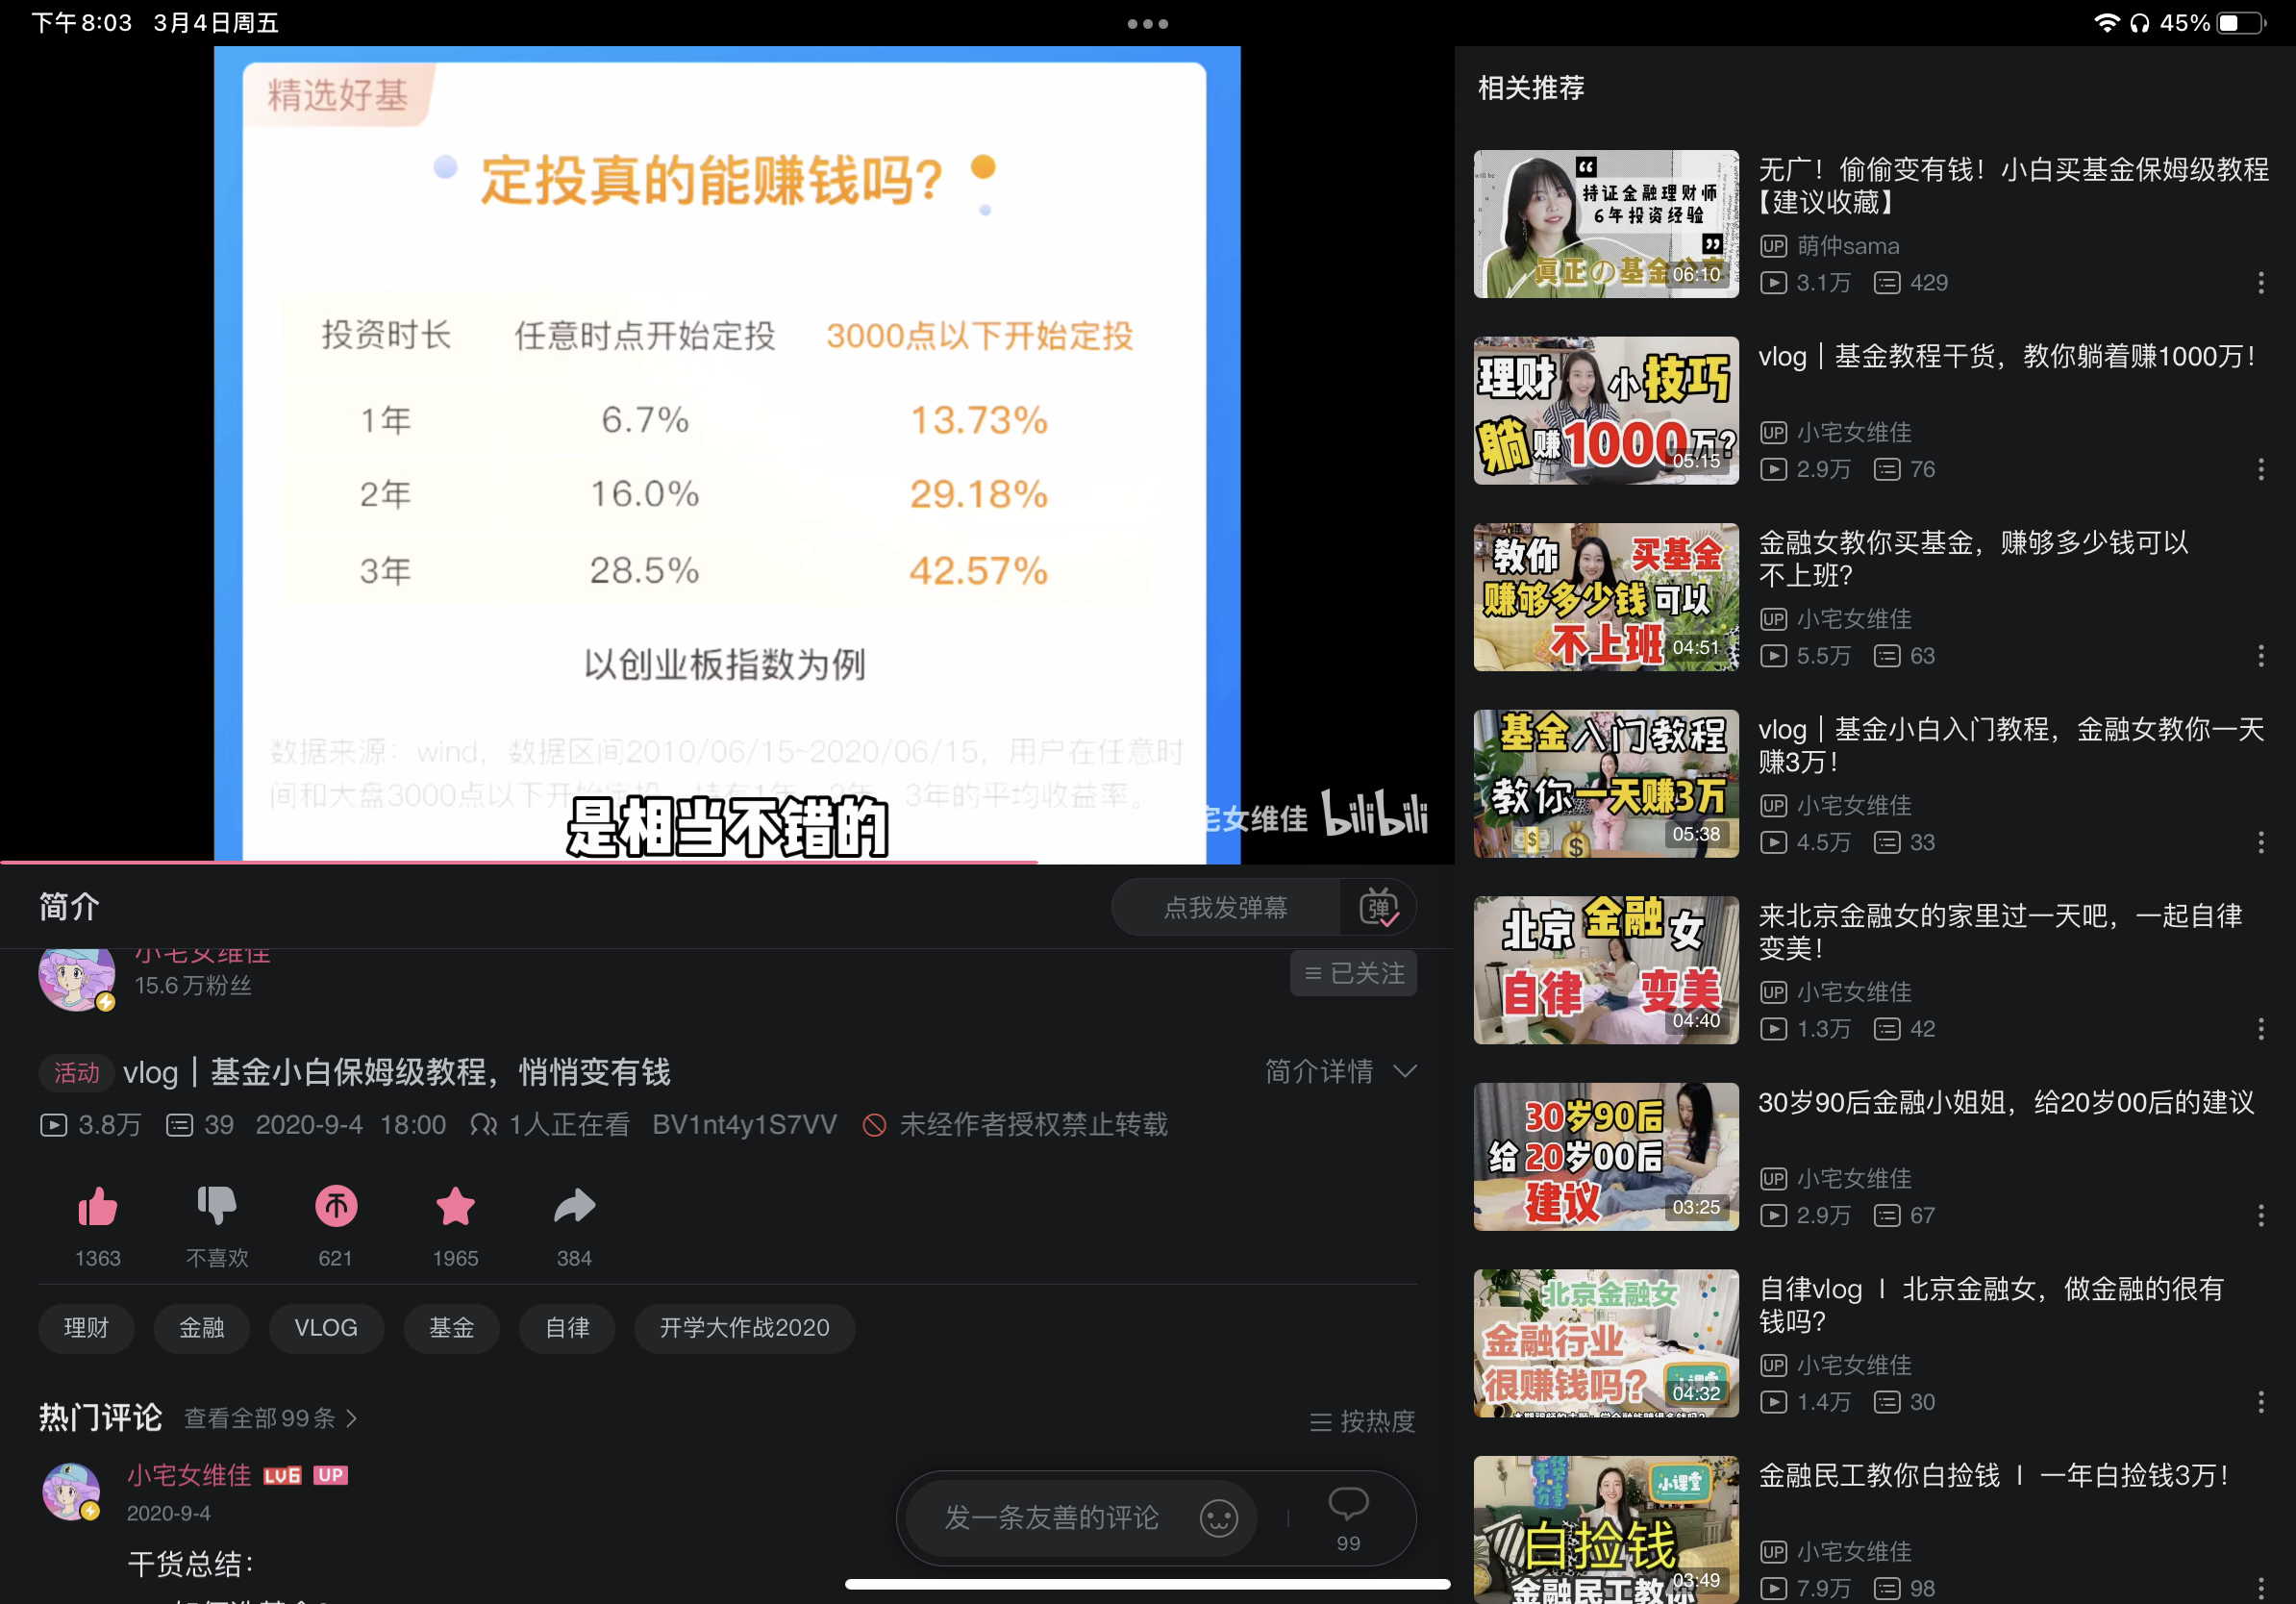 下午8:03 3月4日周五
45%
精选好基
定投真的能赚钱吗?
投资时长 任意时点开始定投 3000点以下开始定投
1年 6.7% 13.73%
2年 16.0% 29.18%
3年 28.5% 42.57%
以创业板指数为例
数据来源：wind，数据区间2010/06/15~2020/06/15，用户在任意时
间和大盘3000点以下开始定投，持有1年、2年、3年的平均收益率。
是相当不错的
宅女维佳 bilibili
简介
点我发弹幕
弹
小宅女维佳
15.6万粉丝
已关注
活动 vlog｜基金小白保姆级教程，悄悄变有钱
简介详情
3.8万 39 2020-9-4 18:00 1人正在看 BV1nt4y1S7VV 未经作者授权禁止转载
1363 不喜欢 621 1965 384
理财 金融 VLOG 基金 自律 开学大作战2020
热门评论 查看全部99条
按热度
小宅女维佳 LV6 UP
2020-9-4
干货总结：
发一条友善的评论
99
相关推荐
持证金融理财师
6年投资经验
06:10
无广！偷偷变有钱！小白买基金保姆级教程
【建议收藏】
UP 萌仲sama
3.1万 429
理财小技巧
躺赚1000万?
05:15
vlog｜基金教程干货，教你躺着赚1000万！
UP 小宅女维佳
2.9万 76
教你买基金
赚够多少钱可以
不上班
04:51
金融女教你买基金，赚够多少钱可以
不上班?
UP 小宅女维佳
5.5万 63
基金入门教程
教你一天赚3万
05:38
vlog｜基金小白入门教程，金融女教你一天
赚3万！
UP 小宅女维佳
4.5万 33
北京金融女
自律变美
04:40
来北京金融女的家里过一天吧，一起自律
变美！
UP 小宅女维佳
1.3万 42
30岁90后
给20岁00后
建议
03:25
30岁90后金融小姐姐，给20岁00后的建议
UP 小宅女维佳
2.9万 67
北京金融女
金融行业
很赚钱吗?
小课堂
04:32
自律vlog Ⅰ 北京金融女，做金融的很有
钱吗?
UP 小宅女维佳
1.4万 30
小课堂
白捡钱
金融民工教你
03:49
金融民工教你白捡钱 Ⅰ 一年白捡钱3万！
UP 小宅女维佳
7.9万 98